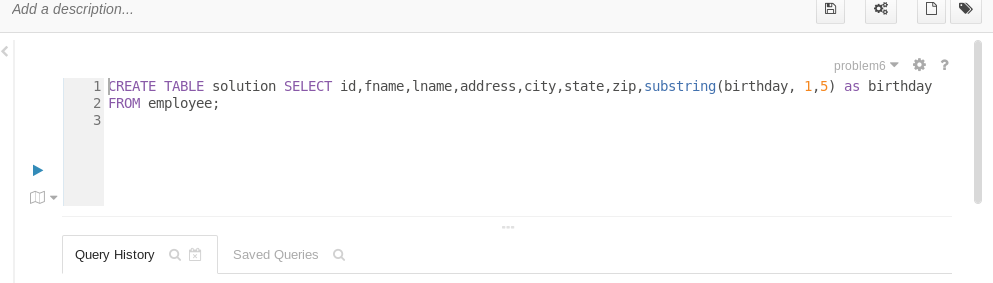 Add a description...
problem6 ?
1 CREATE TABLE solution SELECT id,fname,lname,address,city,state,zip,substring(birthday, 1,5) as birthday
2 FROM employee;
3
Query History Saved Queries